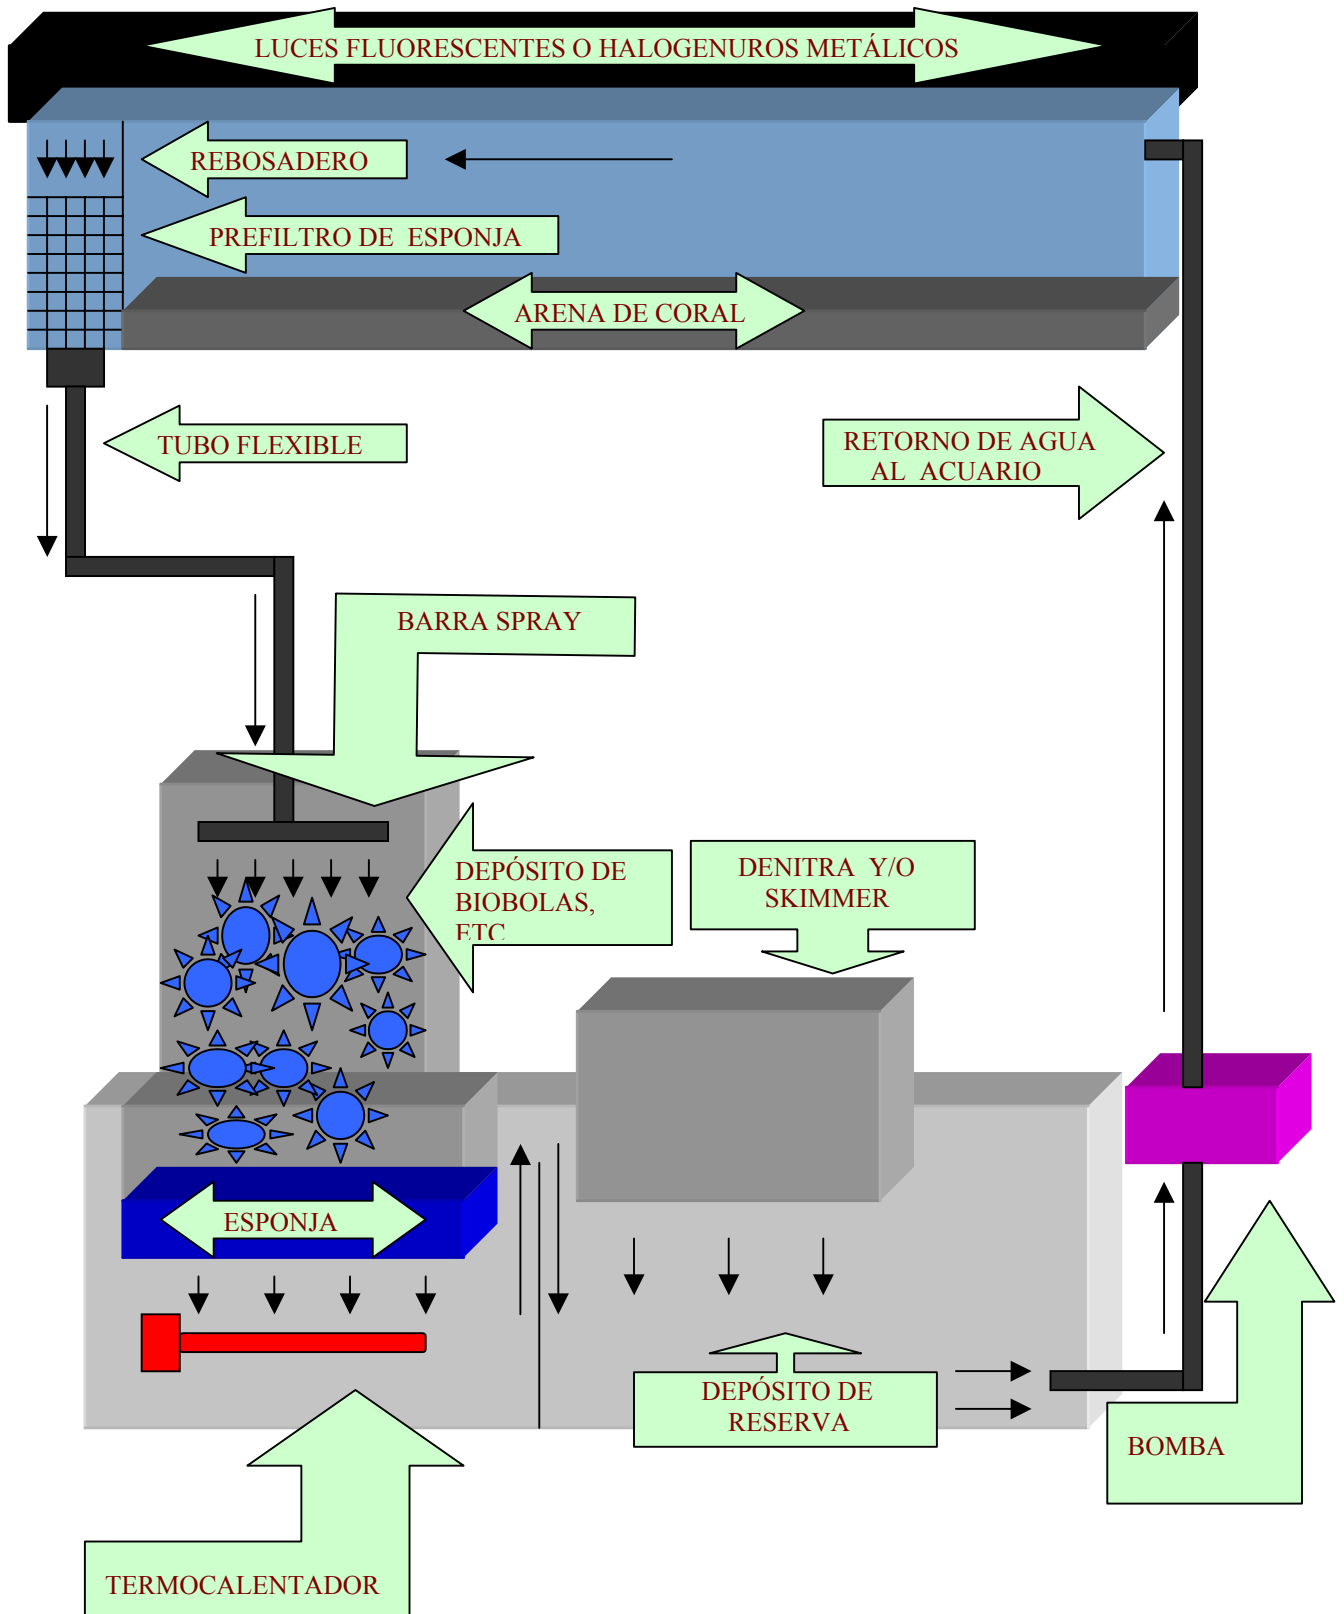 LUCES FLUORESCENTES O HALOGENUROS METÁLICOS
REBOSADERO
PREFILTRO DE ESPONJA
ARENA DE CORAL
TUBO FLEXIBLE
RETORNO DE AGUA
AL ACUARIO
BARRA SPRAY
DEPÓSITO DE
BIOBOLAS,
ETC
DENITRA Y/O
SKIMMER
ESPONJA
DEPÓSITO DE
RESERVA
BOMBA
TERMOCALENTADOR